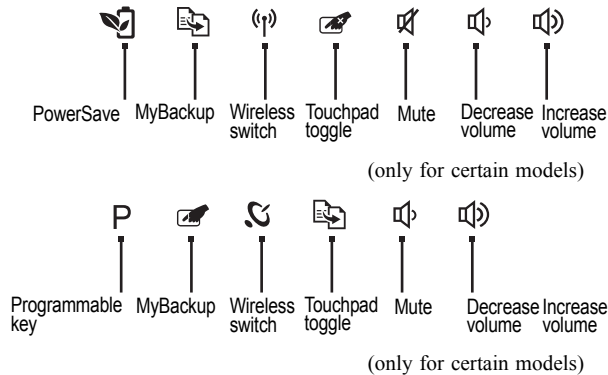 PowerSave MyBackup Wireless switch Touchpad toggle Mute Decrease volume Increase volume
(only for certain models)
P
Programmable key MyBackup Wireless switch Touchpad toggle Mute Decrease volume Increase volume
(only for certain models)